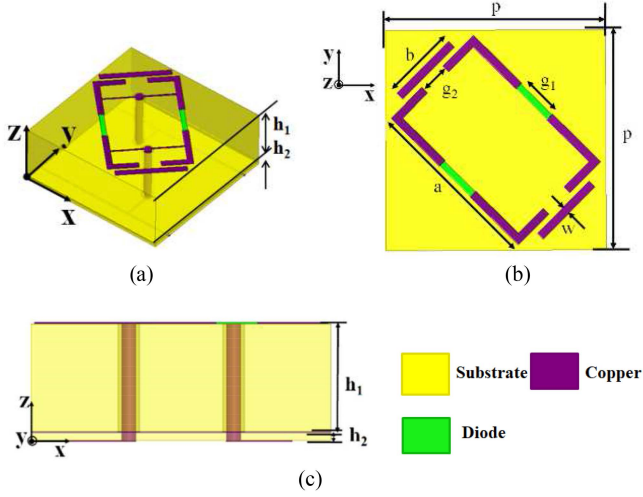 z
y
x
h1
h2
(a)
p
y
z
x
b
g2
g1
a
w
p
(b)
z
y
x
h1
h2
(c)
Substrate
Copper
Diode